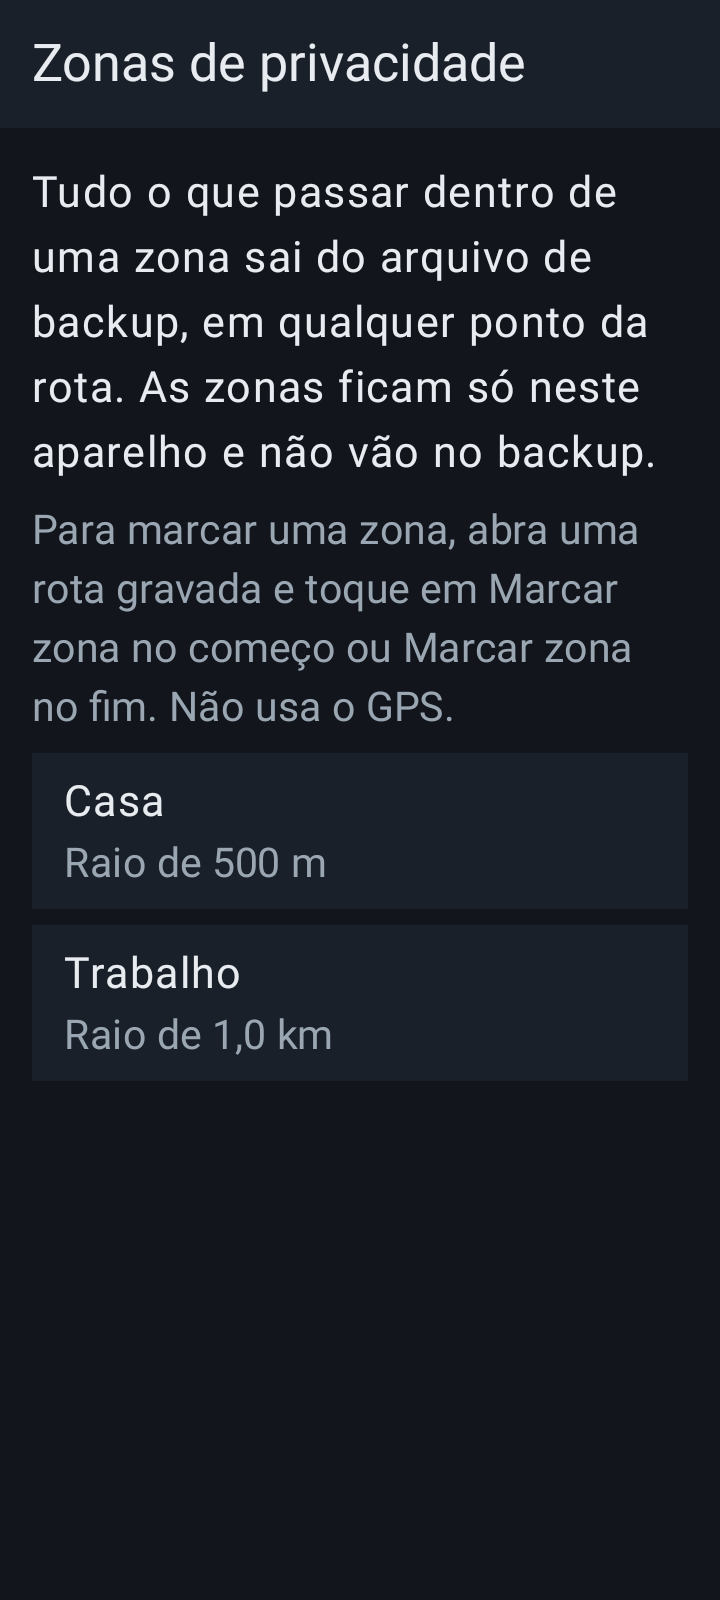 Zonas de privacidade
Tudo o que passar dentro de
uma zona sai do arquivo de
backup, em qualquer ponto da
rota. As zonas ficam só neste
aparelho e não vão no backup.
Para marcar uma zona, abra uma
rota gravada e toque em Marcar
zona no começo ou Marcar zona
no fim. Não usa o GPS.
Casa
Raio de 500 m
Trabalho
Raio de 1,0 km